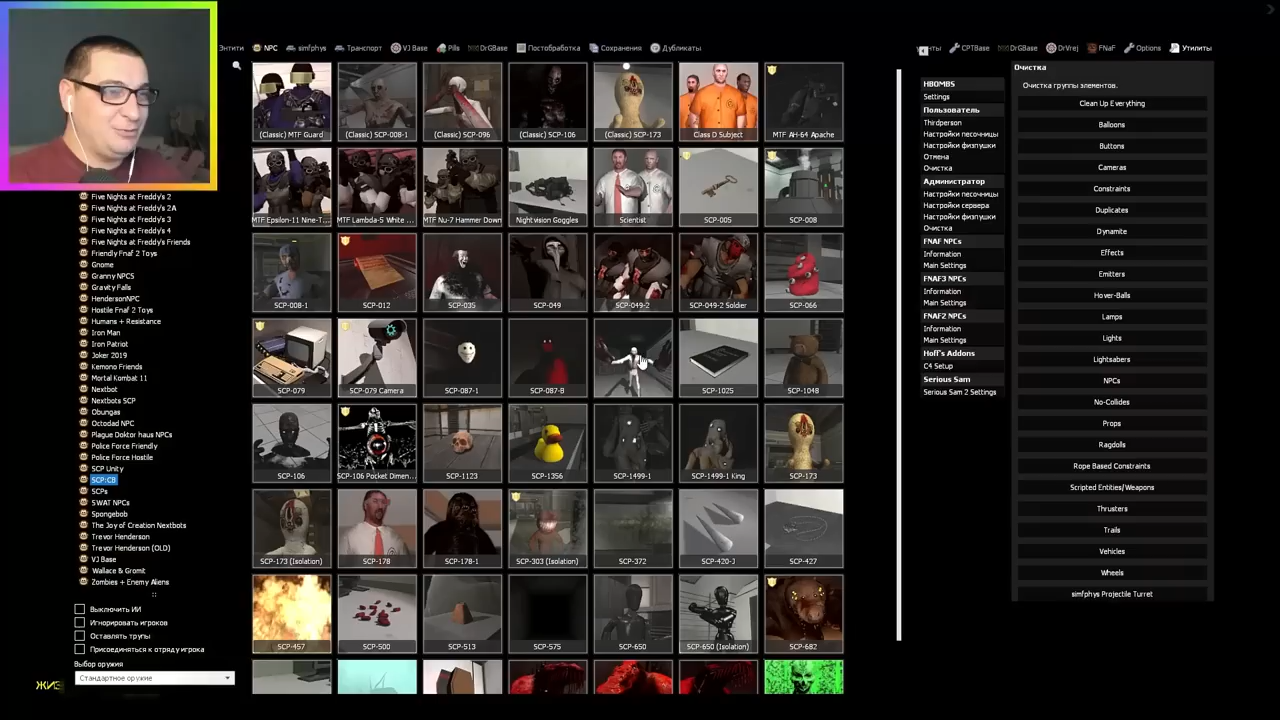 Энтити NPC simfphys Транспорт VJ Base Pills DrGBase Постобработка Сохранения Дубликаты
CPTBase DrGBase DrVrej FNaF Options Утилиты
Five Nights at Freddy's 2
Five Nights at Freddy's 2A
Five Nights at Freddy's 3
Five Nights at Freddy's 4
Five Nights at Freddy's Friends
Friendly Fnaf 2 Toys
Gnome
Granny NPCS
Gravity Falls
HendersonNPC
Hostile Fnaf 2 Toys
Humans + Resistance
Iron Man
Iron Patriot
Joker 2019
Kemono Friends
Mortal Kombat 11
Nextbot
Nextbots SCP
Obungas
Octodad NPC
Plague Doktor haus NPCs
Police Force Friendly
Police Force Hostile
SCP Unity
SCP:CB
SCPs
SWAT NPCs
Spongebob
The Joy of Creation Nextbots
Trevor Henderson
Trevor Henderson (OLD)
VJ Base
Wallace & Gromt
Zombies + Enemy Aliens
Выключить ИИ
Игнорировать игроков
Оставлять трупы
Присоединяться к отряду игрока
Выбор оружия
Стандартное оружие
(Classic) MTF Guard (Classic) SCP-008-1 (Classic) SCP-096 (Classic) SCP-106 (Classic) SCP-173 Class D Subject MTF AH-64 Apache
MTF Epsilon-11 Nine-T... MTF Lambda-5 White ... MTF Nu-7 Hammer Down Nightvision Goggles Scientist SCP-005 SCP-008
SCP-008-1 SCP-012 SCP-035 SCP-049 SCP-049-2 SCP-049-2 Soldier SCP-066
SCP-079 SCP-079 Camera SCP-087-1 SCP-087-B SCP-1025 SCP-1048
SCP-106 SCP-106 Pocket Dimen... SCP-1123 SCP-1356 SCP-1499-1 SCP-1499-1 King SCP-173
SCP-173 (Isolation) SCP-178 SCP-178-1 SCP-303 (Isolation) SCP-372 SCP-420-J SCP-427
SCP-457 SCP-500 SCP-513 SCP-575 SCP-650 SCP-650 (Isolation) SCP-682
HBOMBS
Settings
Пользователь
Thirdperson
Настройки песочницы
Настройки физпушки
Отмена
Очистка
Администратор
Настройки песочницы
Настройки сервера
Настройки физпушки
Очистка
FNAF NPCs
Information
Main Settings
FNAF3 NPCs
Information
Main Settings
FNAF2 NPCs
Information
Main Settings
Hoff's Addons
C4 Setup
Serious Sam
Serious Sam 2 Settings
Очистка
Очистка группы элементов.
Clean Up Everything
Balloons
Buttons
Cameras
Constraints
Duplicates
Dynamite
Effects
Emitters
Hover-Balls
Lamps
Lights
Lightsabers
NPCs
No-Collides
Props
Ragdolls
Rope Based Constraints
Scripted Entities/Weapons
Thrusters
Trails
Vehicles
Wheels
simfphys Projectile Turret